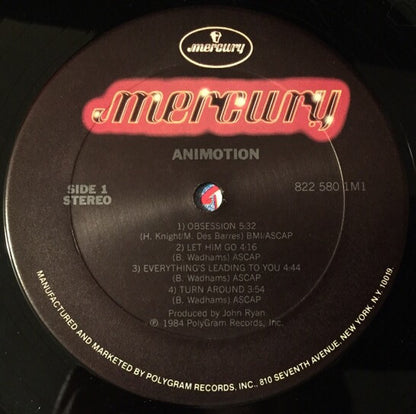 mercury
mercury
ANIMOTION
SIDE 1
STEREO
822 580 1M1
1) OBSESSION 5:32
(H. Knight/M. Des Barres) BMI/ASCAP
2) LET HIM GO 4:16
(B. Wadhams) ASCAP
3) EVERYTHING'S LEADING TO YOU 4:44
(B. Wadhams) ASCAP
4) TURN AROUND 3:54
(B. Wadhams) ASCAP
Produced by John Ryan
℗ 1984 PolyGram Records, Inc.
MANUFACTURED AND MARKETED BY POLYGRAM RECORDS. INC., 810 SEVENTH AVENUE. NEW YORK, N.Y. 10019.